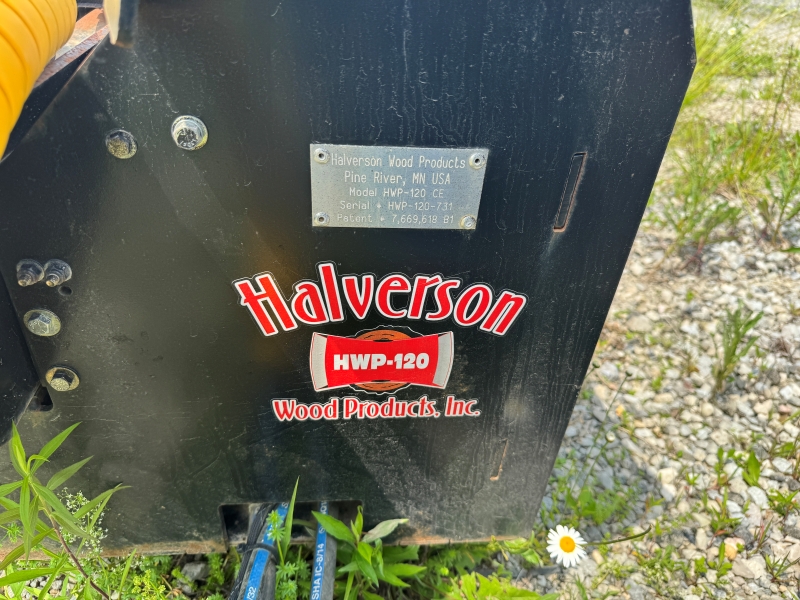 Halverson Wood Products
Pine River, MN USA
Model HWP-120 CE
Serial # HWP-120-731
Patent # 7,669,618 B1
Halverson
HWP-120
Wood Products, Inc.